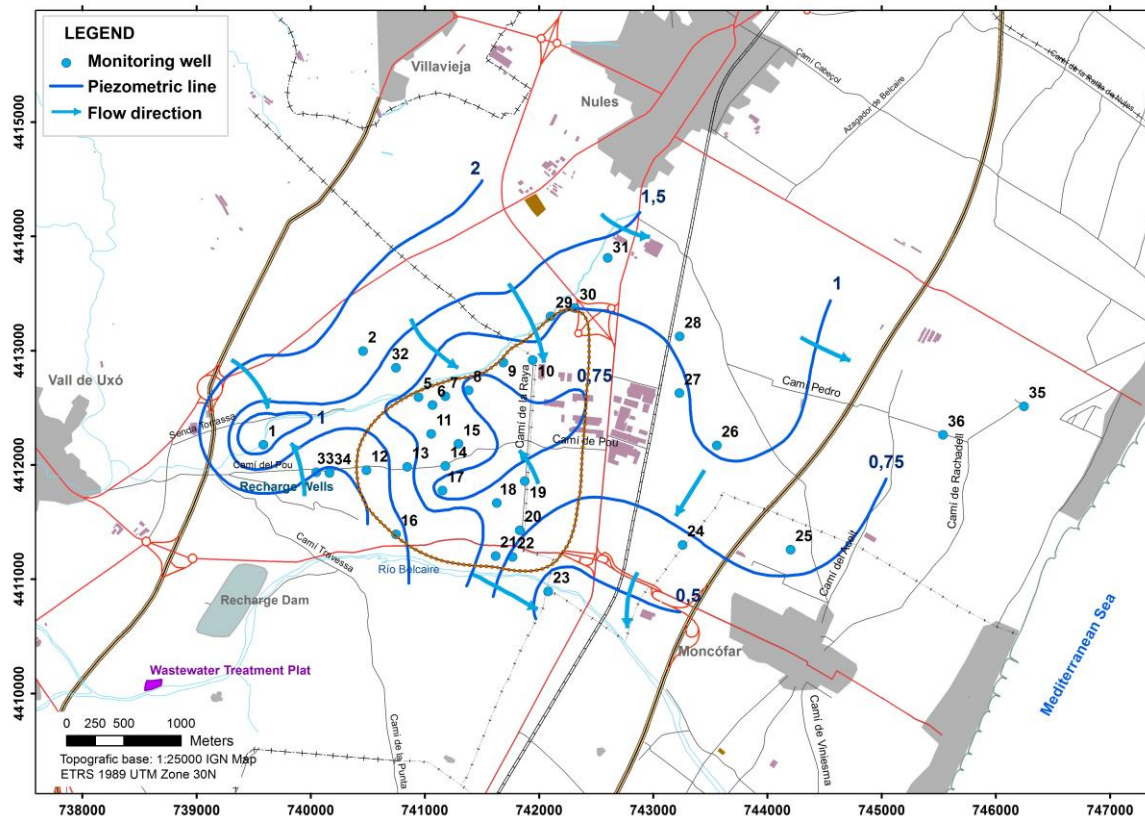 LEGEND
Monitoring well
Piezometric line
Flow direction
Villavieja
Nules
Camí Cabeçol
Azagador de Belcaire
Camí de la Ratlla de Nules
4415000
4414000
4413000
4412000
4411000
4410000
2
1,5
31
1
30
29
28
2
32
9
10
0,75
27
Camí Pedro
35
Vall de Uxó
5
6
7
8
Camí de la Raya
Senda Torrassa
1
1
11
15
Camí de Pou
26
36
Camí del Pou
3334
12
13
14
0,75
Recharge Wells
17
19
Camí de Rachadell
18
16
20
24
25
Camí del Aceil
Camí Travessa
21
22
Río Belcaire
23
0,5
Recharge Dam
Moncófar
Wastewater Treatment Plat
Mediterranean Sea
Camí de la Punta
Camí de Viniesma
0 250 500 1000
Meters
Topografic base: 1:25000 IGN Map
ETRS 1989 UTM Zone 30N
738000 739000 740000 741000 742000 743000 744000 745000 746000 747000